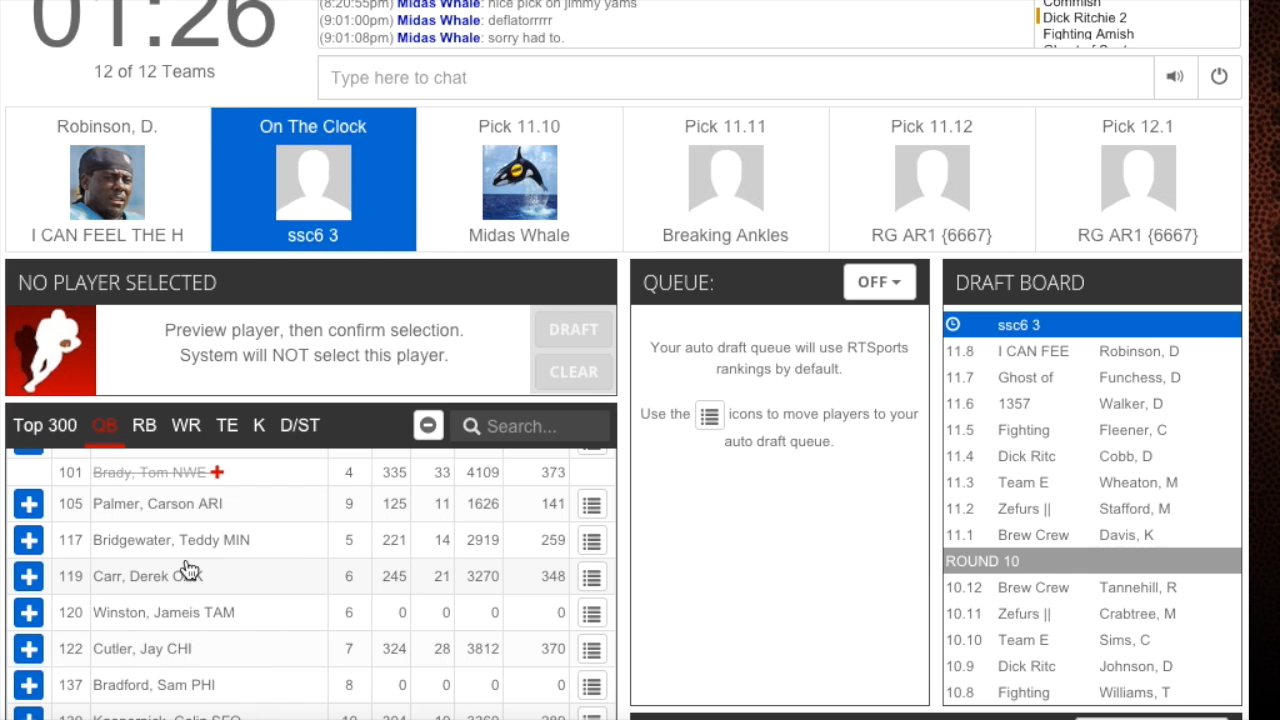 01:26
12 of 12 Teams
(8:20:55pm) Midas Whale: nice pick on jimmy yams
(9:01:00pm) Midas Whale: deflatorrrr
(9:01:08pm) Midas Whale: sorry had to.
Commish
Dick Ritchie 2
Fighting Amish
Type here to chat
Robinson, D.
I CAN FEEL THE H
On The Clock
ssc6 3
Pick 11.10
Midas Whale
Pick 11.11
Breaking Ankles
Pick 11.12
RG AR1 {6667}
Pick 12.1
RG AR1 {6667}
NO PLAYER SELECTED
Preview player, then confirm selection.
System will NOT select this player.
DRAFT
CLEAR
Top 300 QB RB WR TE K D/ST
Search...
101 Brady, Tom NWE 4 335 33 4109 373
105 Palmer, Carson ARI 9 125 11 1626 141
117 Bridgewater, Teddy MIN 5 221 14 2919 259
119 Carr, Derek 6 245 21 3270 348
120 Winston, Jameis TAM 6 0 0 0 0
122 Cutler, Jay CHI 7 324 28 3812 370
137 Bradford, Sam PHI 8 0 0 0 0
QUEUE:
OFF
Your auto draft queue will use RTSports
rankings by default.
Use the icons to move players to your
auto draft queue.
DRAFT BOARD
ssc6 3
11.8 I CAN FEE Robinson, D
11.7 Ghost of Funchess, D
11.6 1357 Walker, D
11.5 Fighting Fleener, C
11.4 Dick Ritc Cobb, D
11.3 Team E Wheaton, M
11.2 Zefurs || Stafford, M
11.1 Brew Crew Davis, K
ROUND 10
10.12 Brew Crew Tannehill, R
10.11 Zefurs || Crabtree, M
10.10 Team E Sims, C
10.9 Dick Ritc Johnson, D
10.8 Fighting Williams, T